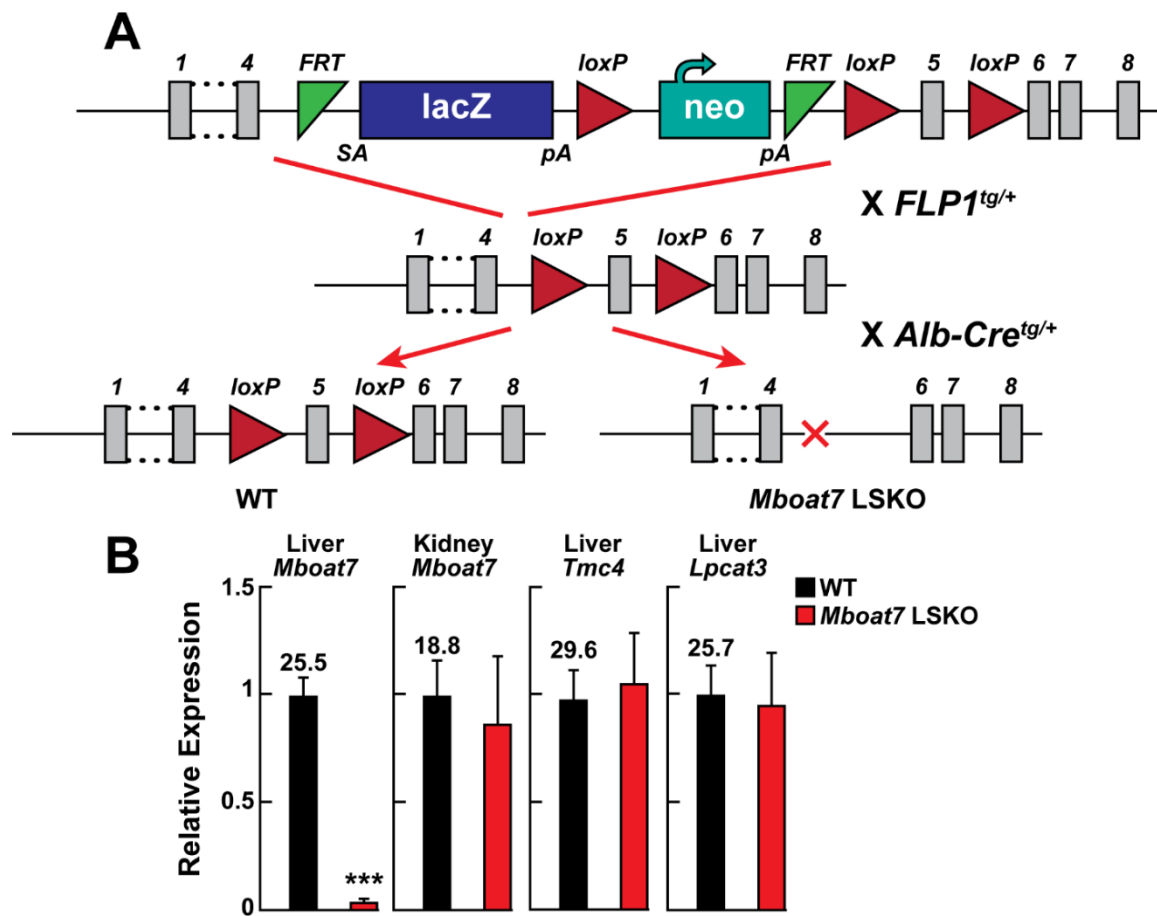 A
1 4 FRT loxP FRT loxP 5 loxP 6 7 8
lacZ neo
SA pA pA
X FLP1tg/+
1 4 loxP 5 loxP 6 7 8
X Alb-Cretg/+
1 4 loxP 5 loxP 6 7 8
1 4 6 7 8
WT
Mboat7 LSKO
B
Liver
Mboat7
Kidney
Mboat7
Liver
Tmc4
Liver
Lpcat3
WT
Mboat7 LSKO
Relative Expression
1.5
1
0.5
0
25.5
***
18.8
29.6
25.7